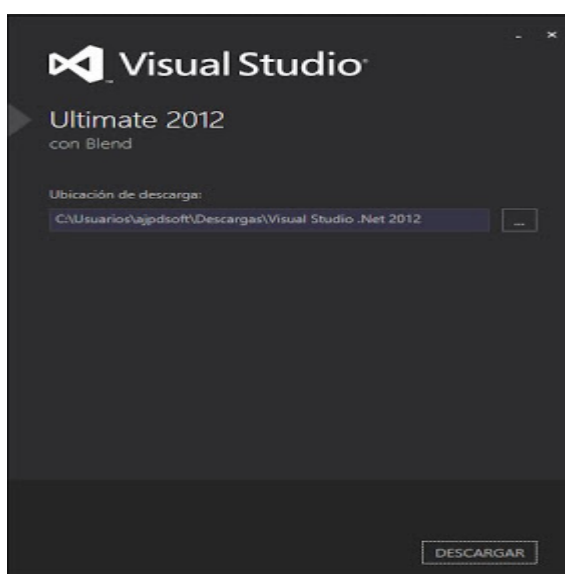 Visual Studio
Ultimate 2012
con Blend
Ubicación de descarga:
C:\Usuarios\ajpdsoft\Descargas\Visual Studio .Net 2012
...
DESCARGAR